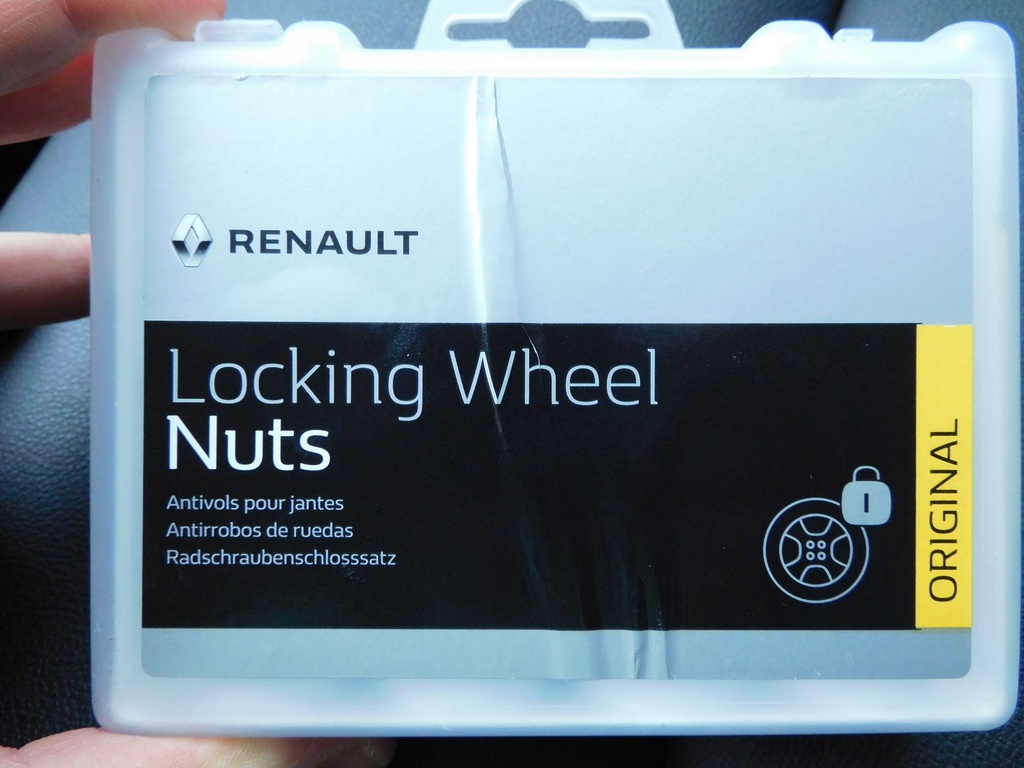 RENAULT
Locking Wheel
Nuts
Antivols pour jantes
Antirrobos de ruedas
Radschraubenschlosssatz
ORIGINAL